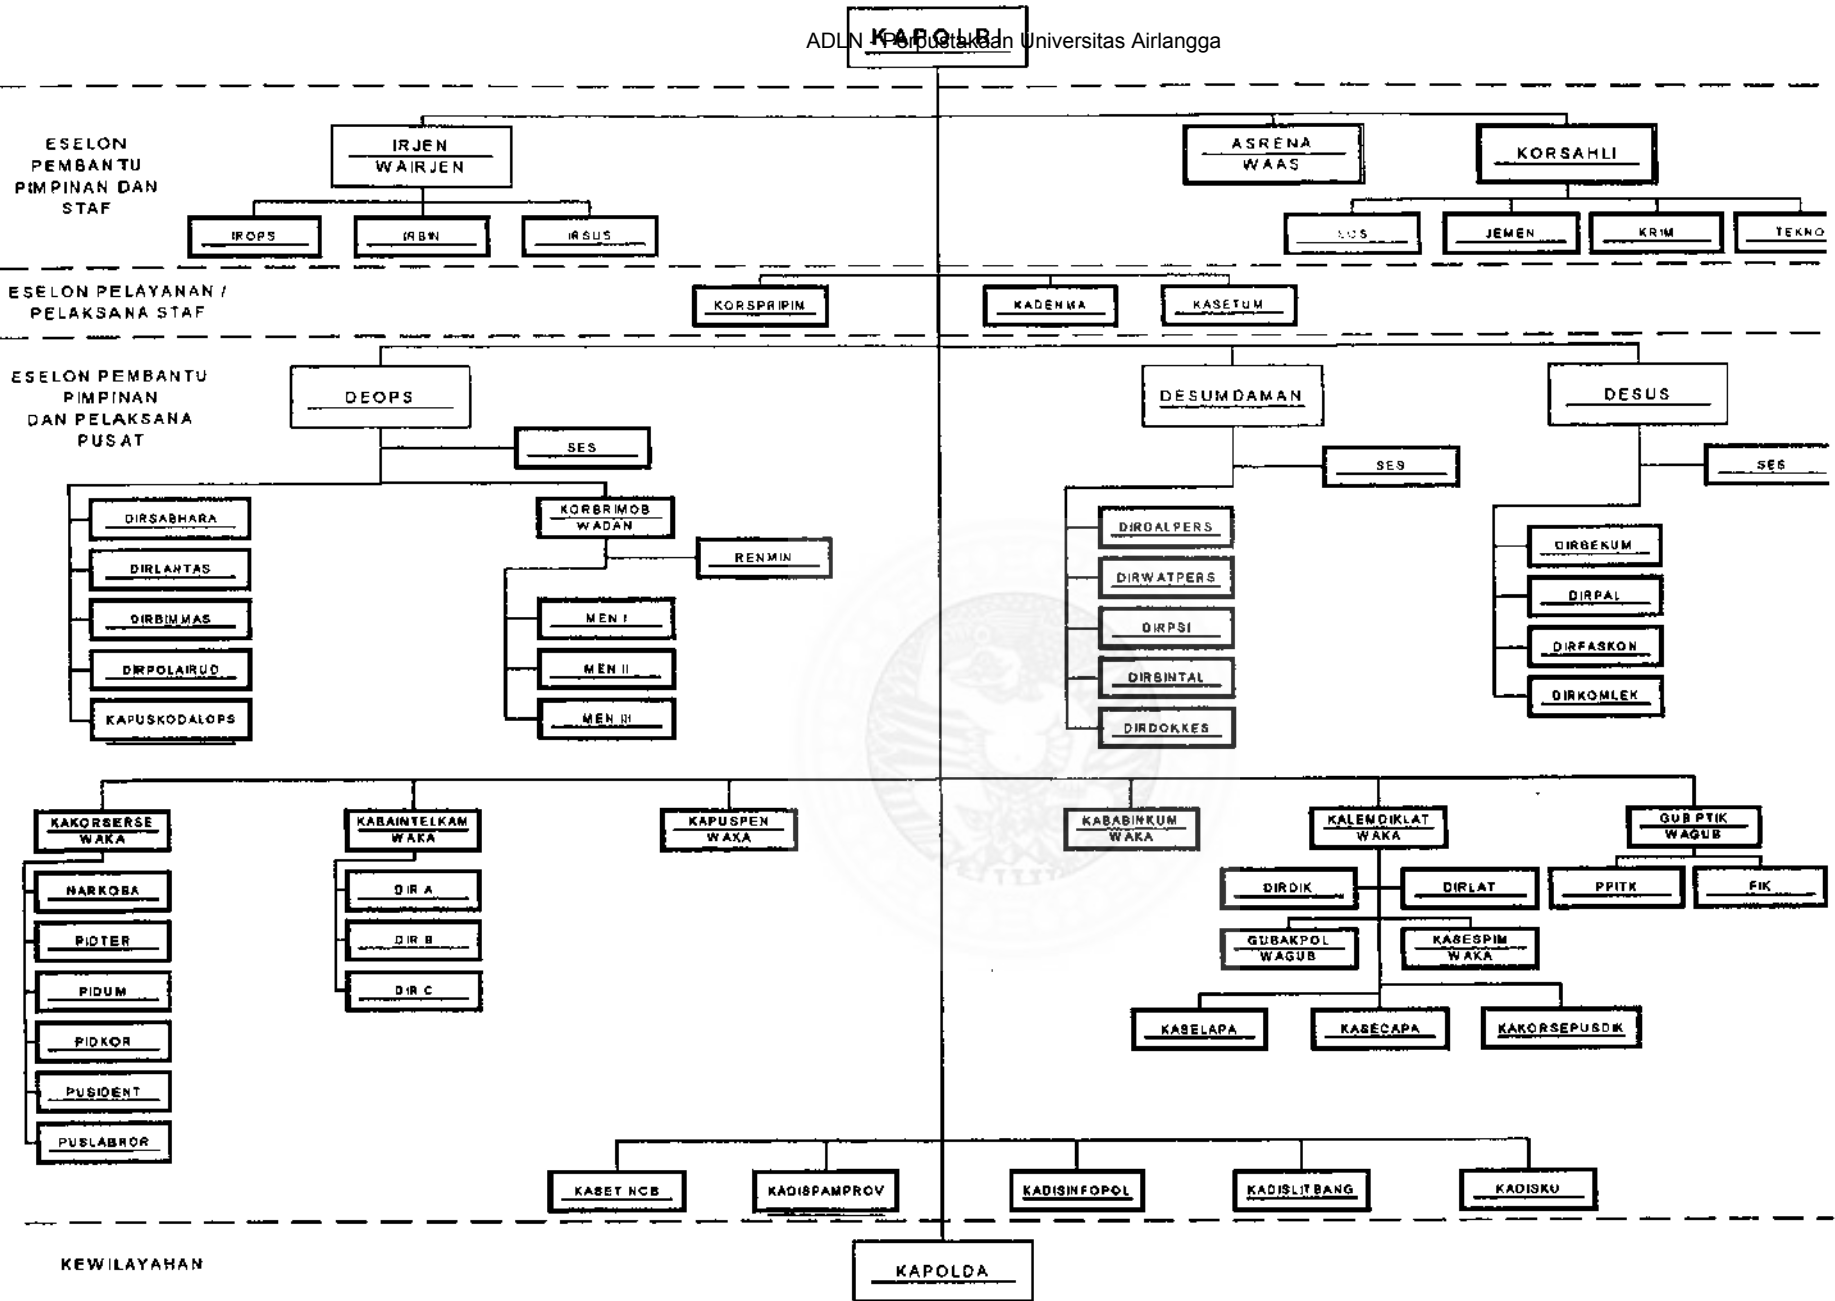 KAPOLRI
ADLN - Perpustakaan Universitas Airlangga
ESELON
PEMBANTU
PIMPINAN DAN
STAF
IRJEN
WAIRJEN
ASRENA
WAAS
KORSAHLI
IROPS
IRBIN
IRSUS
JEMEN
KRIM
TEKNO
ESELON PELAYANAN /
PELAKSANA STAF
KORSPRIPIM
KADENMA
KASETUM
ESELON PEMBANTU
PIMPINAN
DAN PELAKSANA
PUSAT
DEOPS
DESUMDAMAN
DESUS
SES
SES
SES
DIRSABHARA
DIRLANTAS
DIRBIMMAS
DIRPOLAIRUD
KAPUSKODALOPS
KORBRIMOB
WADAN
RENMIN
MEN I
MEN II
MEN III
DIRDALPERS
DIRWATPERS
DIRPSI
DIRBINTAL
DIRDOKKES
DIRBEKUM
DIRPAL
DIRFASKON
DIRKOMLEK
KAKORSERSE
WAKA
KABAINTELKAM
WAKA
KAPUSPEN
WAKA
KABABINKUM
WAKA
KALEMDIKLAT
WAKA
GUB PTIK
WAGUB
NARKOBA
PIDTER
PIDUM
PIDKOR
PUSIDENT
PUSLABFOR
DIR A
DIR B
DIR C
DIRDIK
DIRLAT
PPITK
FIK
GUBAKPOL
WAGUB
KASESPIM
WAKA
KASELAPA
KASECAPA
KAKORSEPUSDIK
KASET NCB
KADISPAMPROV
KADISINFOPOL
KADISLITBANG
KADISKU
KEWILAYAHAN
KAPOLDA